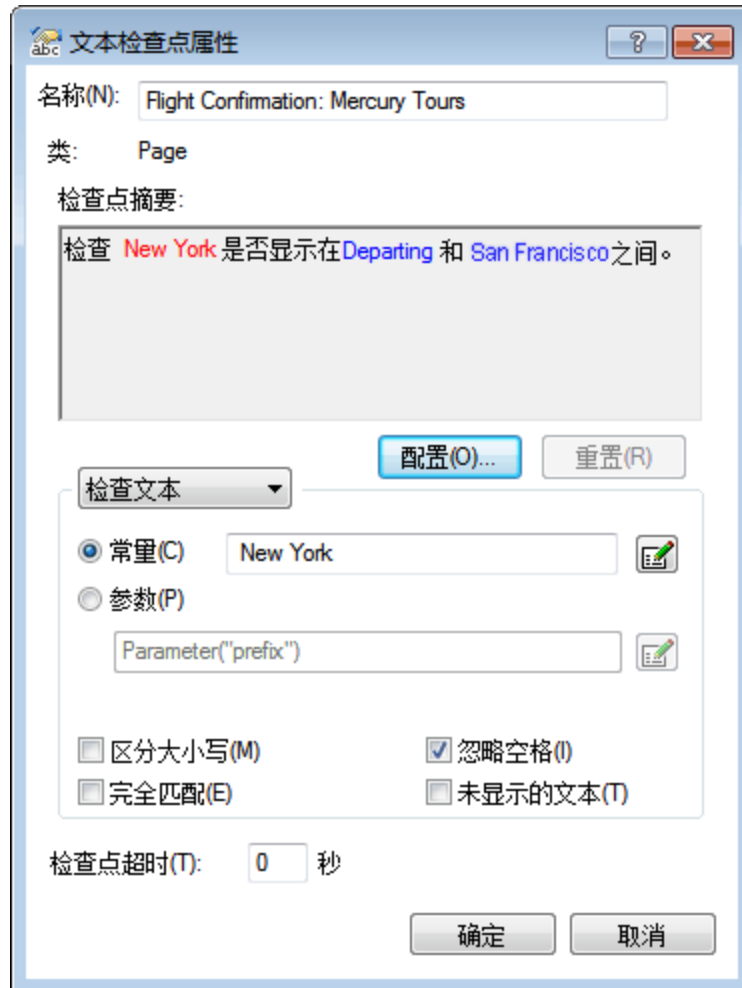 abc 文本检查点属性 ?
名称(N): Flight Confirmation: Mercury Tours
类: Page
检查点摘要:
检查 New York 是否显示在Departing 和 San Francisco之间。
配置(O)... 重置(R)
检查文本
常量(C) New York
参数(P)
Parameter("prefix")
区分大小写(M) 忽略空格(I)
完全匹配(E) 未显示的文本(T)
检查点超时(T): 0 秒
确定 取消